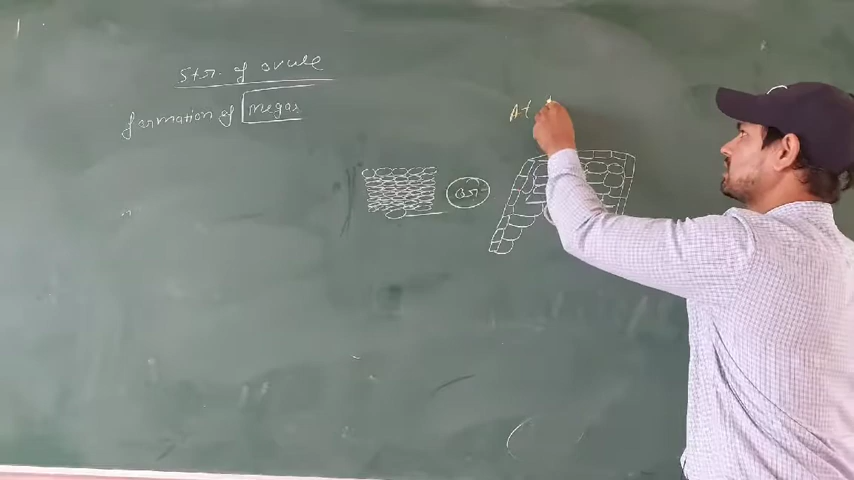 str. of ovule
formation of megas
At